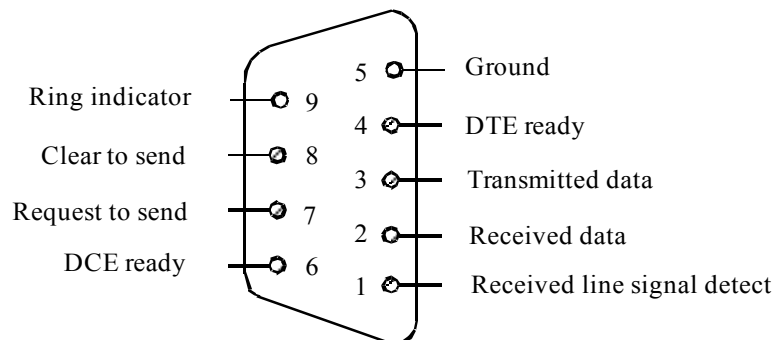 5 Ground
Ring indicator 9
4 DTE ready
Clear to send 8
3 Transmitted data
Request to send 7
2 Received data
DCE ready 6
1 Received line signal detect